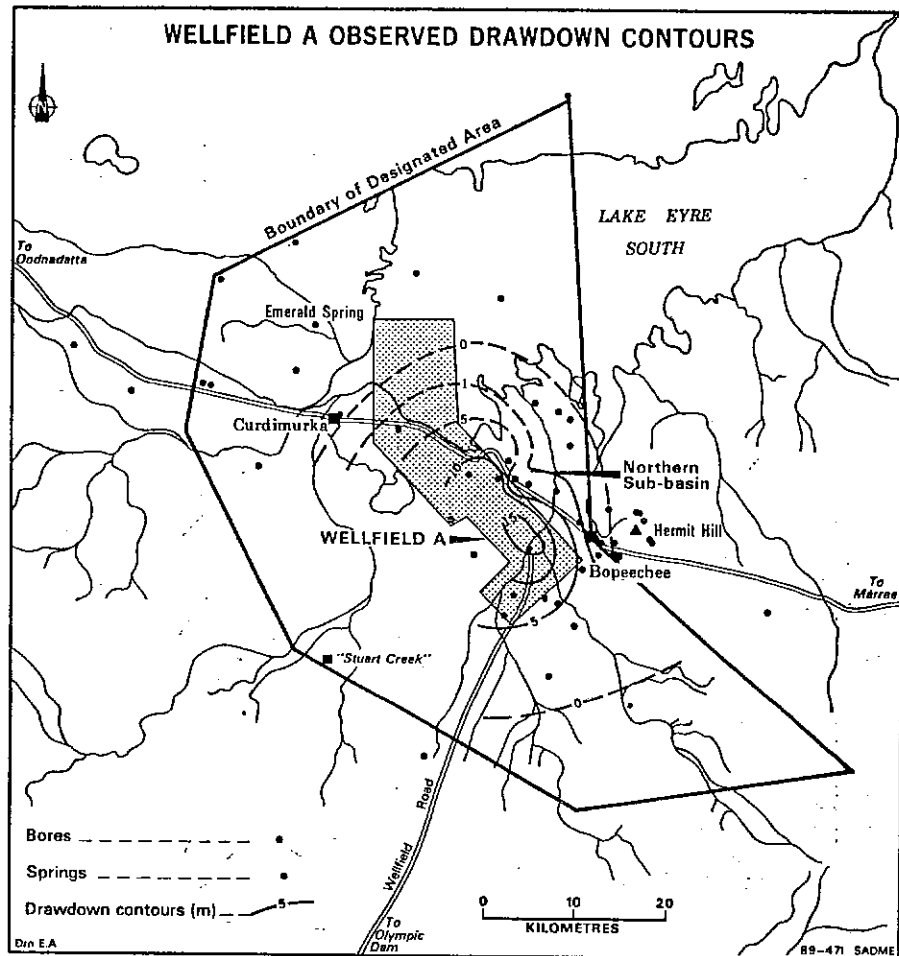 WELLFIELD A OBSERVED DRAWDOWN CONTOURS
N
Boundary of Designated Area
LAKE EYRE
SOUTH
To
Oodnadatta
Emerald Spring
0
1
5
Curdimurka
Northern
Sub-basin
WELLFIELD A
15
Hermit Hill
Bopeechee
To
Marree
5
"Stuart Creek"
0
Wellfield Road
Bores
Springs
Drawdown contours (m) 5
To
Olympic
Dam
0 10 20
KILOMETRES
Drn E.A
89-471 SADME